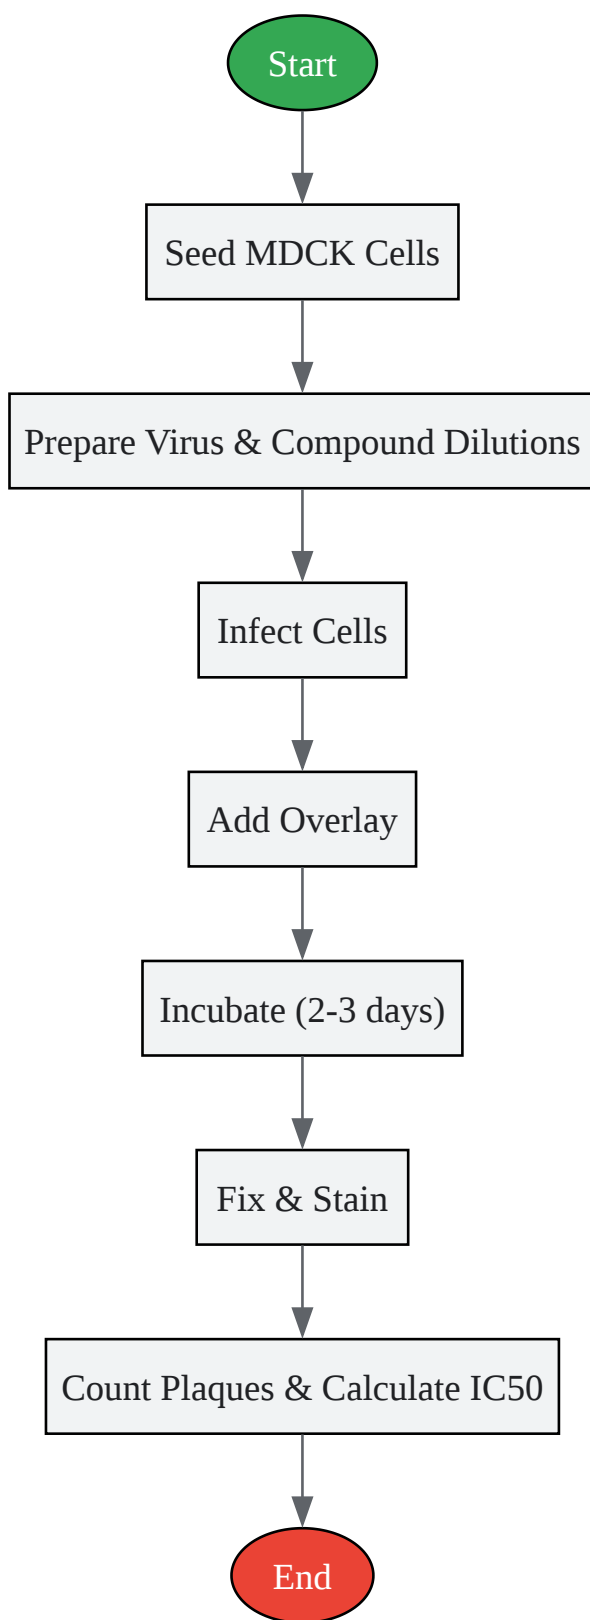 Start
Seed MDCK Cells
Prepare Virus & Compound Dilutions
Infect Cells
Add Overlay
Incubate (2-3 days)
Fix & Stain
Count Plaques & Calculate IC50
End